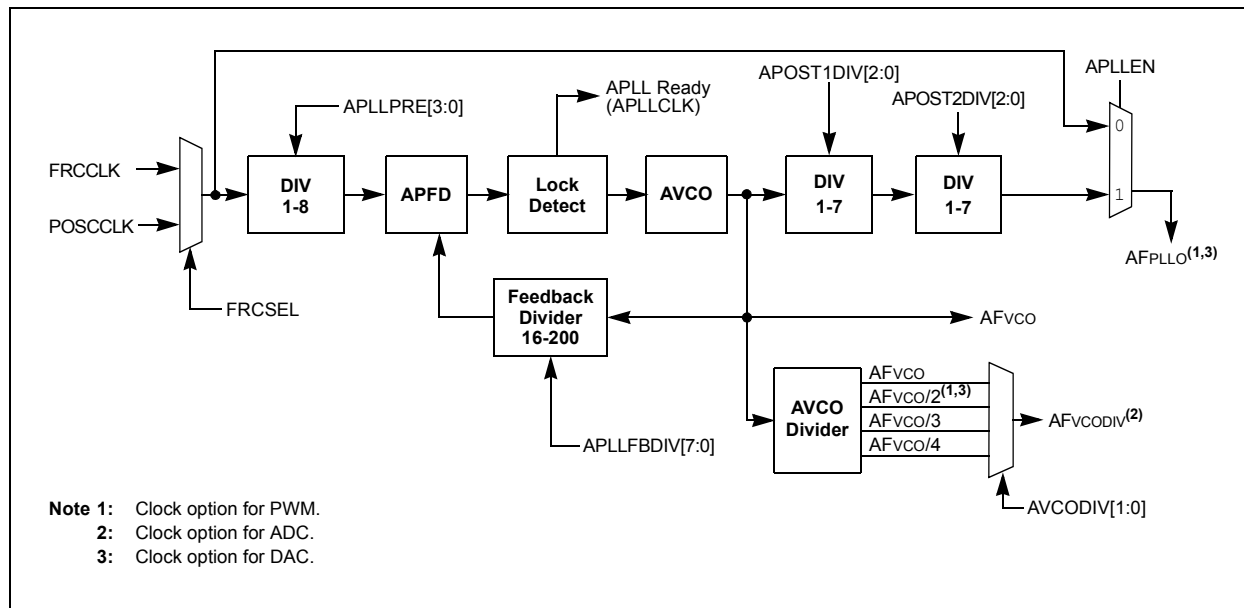 APLLEN
APOST1DIV[2:0]
APLL Ready
(APLLCLK)
APOST2DIV[2:0]
APLLPRE[3:0]
0
FRCCLK
DIV
1-8
APFD
Lock
Detect
AVCO
DIV
1-7
DIV
1-7
1
POSCCLK
AFPLLO(1,3)
FRCSEL
Feedback
Divider
16-200
AFVCO
AVCO
Divider
AFVCO
AFVCO/2(1,3)
AFVCO/3
AFVCO/4
AFVCODIV(2)
APLLFBDIV[7:0]
AVCODIV[1:0]
Note 1: Clock option for PWM.
2: Clock option for ADC.
3: Clock option for DAC.